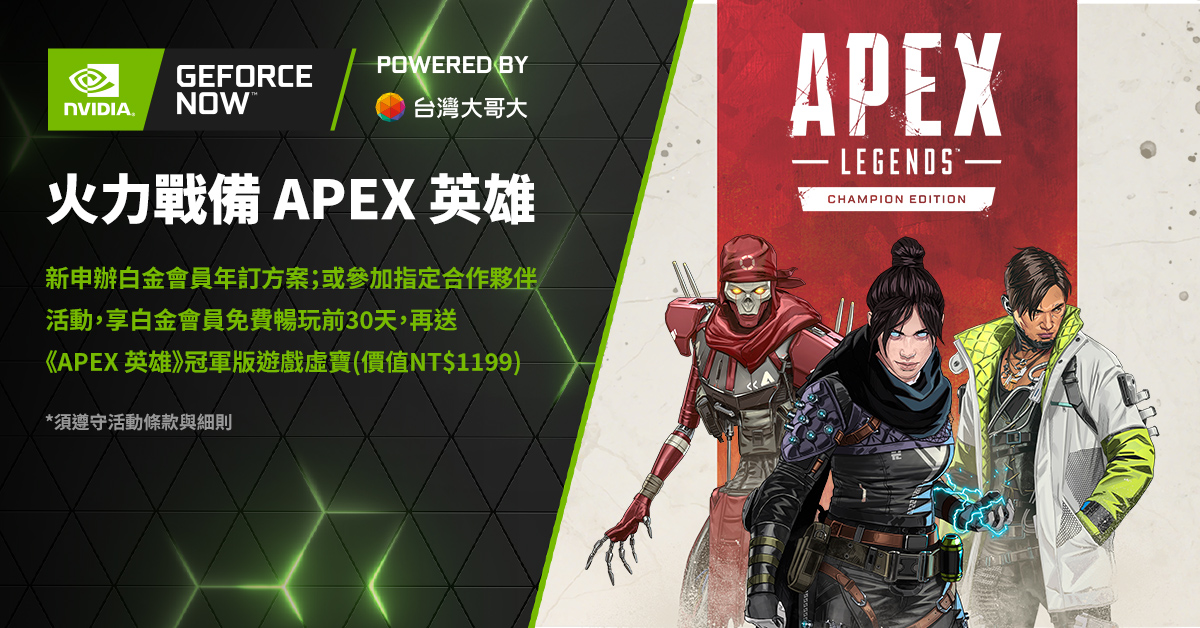 NVIDIA.
GEFORCE
NOW™
POWERED BY
台灣大哥大
火力戰備 APEX 英雄
新申辦白金會員年訂方案;或參加指定合作夥伴
活動,享白金會員免費暢玩前30天,再送
《APEX 英雄》冠軍版遊戲虛寶(價值NT$1199)
*須遵守活動條款與細則
APEX
LEGENDS™
CHAMPION EDITION